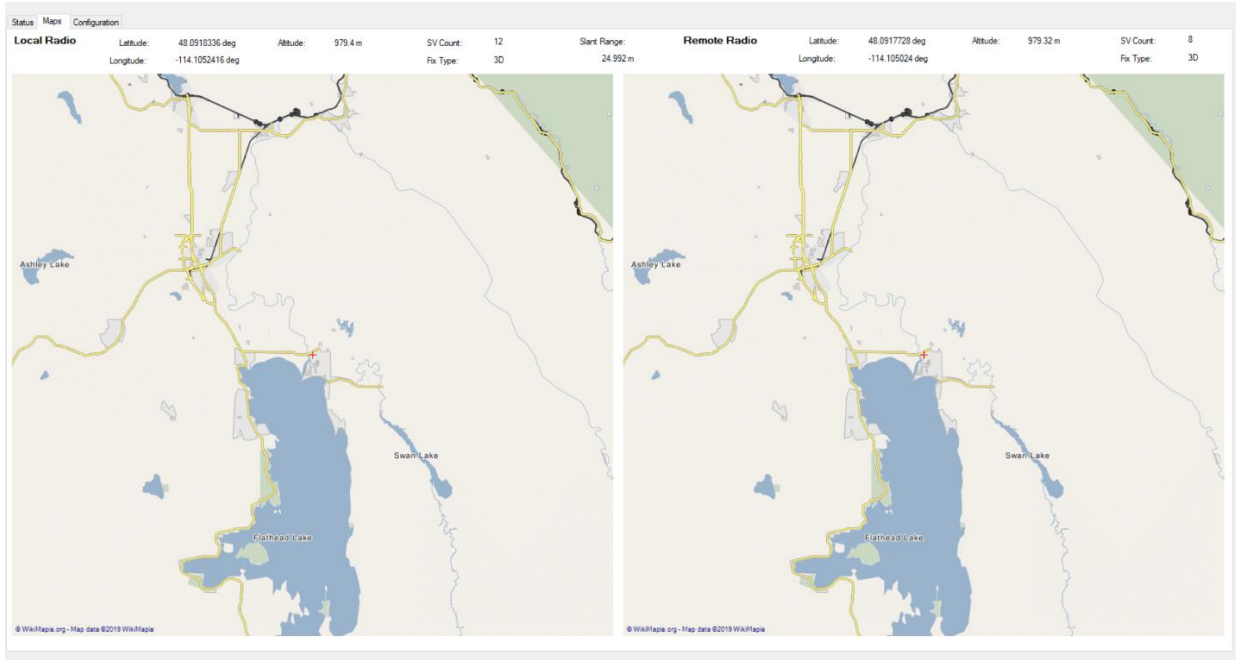 Status Maps Configuration
Local Radio Latitude: 48.0918336 deg Altitude: 979.4 m SV Count: 12 Slant Range:
Longitude: -114.1052416 deg Fix Type: 3D 24.992 m
Remote Radio Latitude: 48.0917728 deg Altitude: 979.32 m SV Count: 8
Longitude: -114.105024 deg Fix Type: 3D
Ashley Lake
Swan Lake
Flathead Lake
© WikiMapia.org - Map data ©2019 WikiMapia
Ashley Lake
Swan Lake
Flathead Lake
© WikiMapia.org - Map data ©2019 WikiMapia